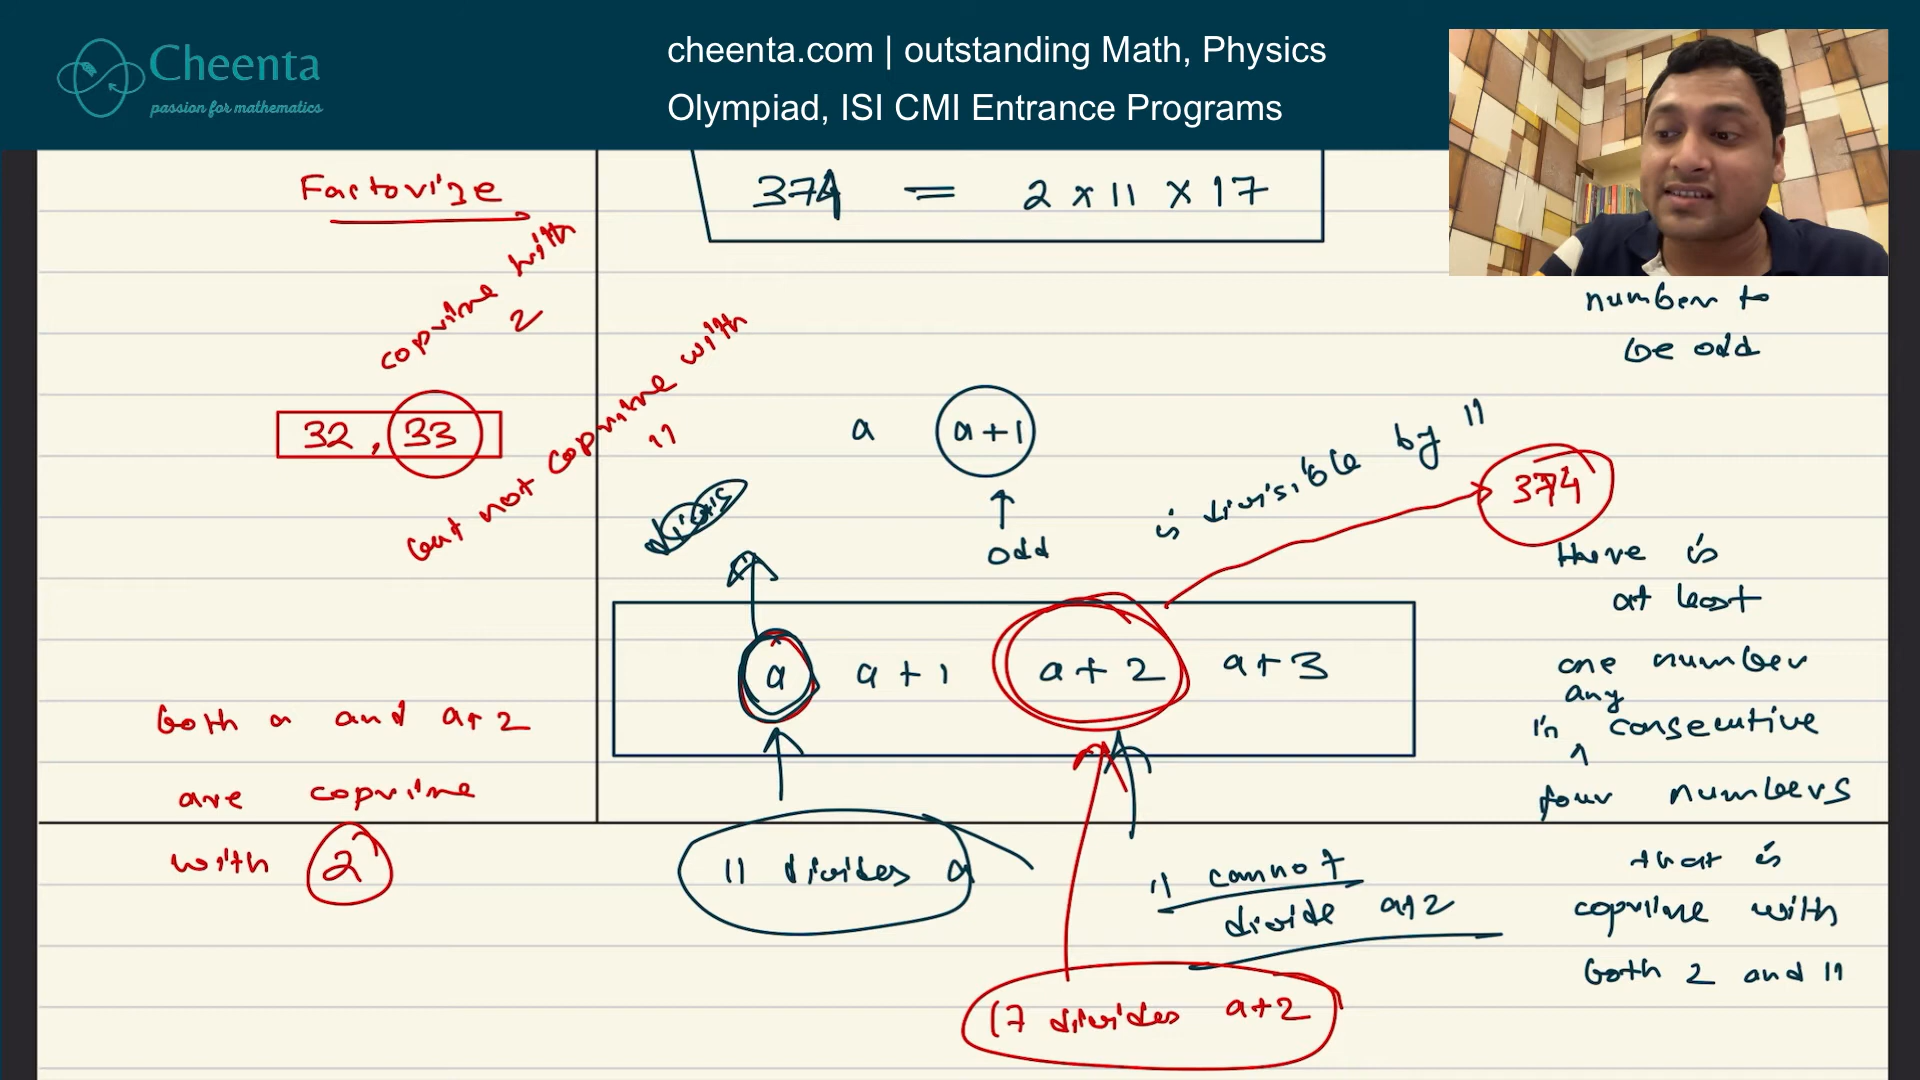 Cheenta
passion for mathematics
cheenta.com | outstanding Math, Physics
Olympiad, ISI CMI Entrance Programs
Factorize
374 = 2 x 11 x 17
coprime with
2
32, 33
but not coprime with
11
both a and a+2
are coprime
with 2
a a+1
odd
is divisible by 11
374
a a+1 a+2 a+3
11 divides a
11 cannot
divide a+2
17 divides a+2
number to
be odd
there is
at least
one number
any
in ^ consecutive
four numbers
that is
coprime with
both 2 and 11